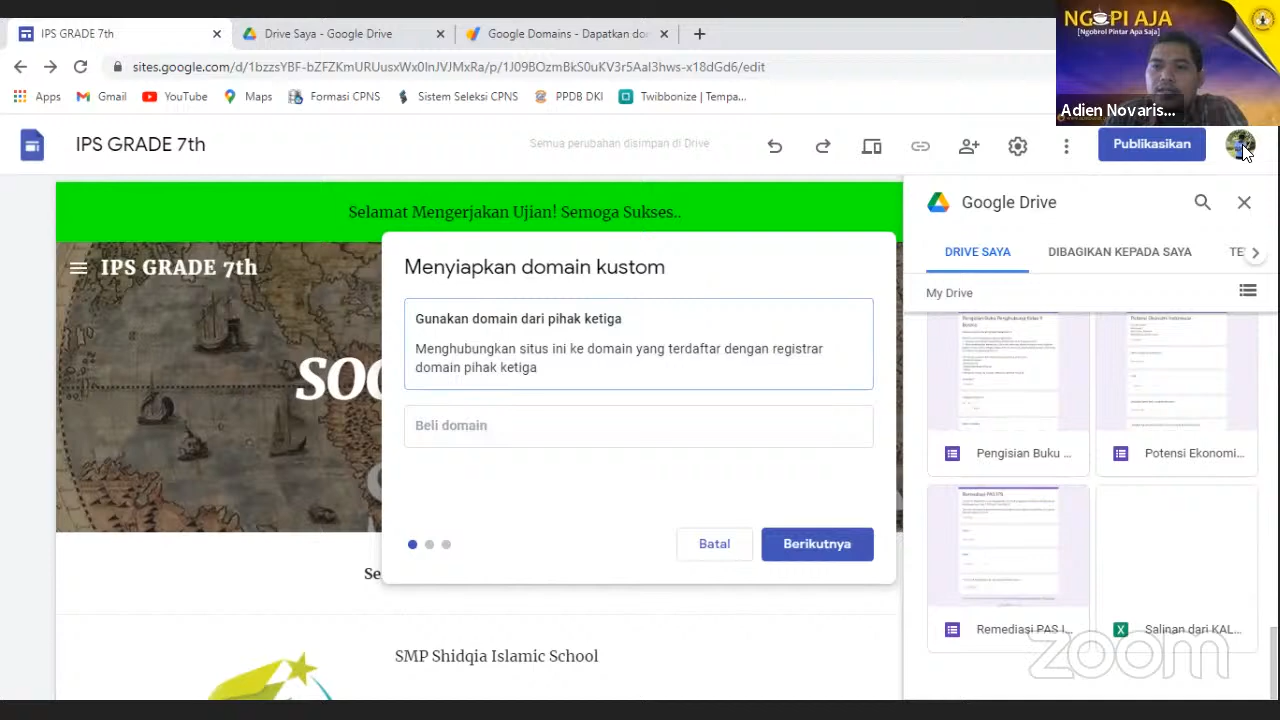 IPS GRADE 7th
Drive Saya - Google Drive
Google Domains - Dapatkan do
sites.google.com/d/1bzzsYBF-bZFZKmURUusxWx0lnJVJMxRa/p/1J09BOzmBkS0uKV3r5AaI3hws-x18dGd6/edit
Apps
Gmail
YouTube
Maps
Formasi CPNS
Sistem Seleksi CPNS
PPDB DKI
Twibbonize | Tempa...
NGOPI AJA
[Ngobrol Pintar Apa Saja]
Adien Novaris...
IPS GRADE 7th
Semua perubahan disimpan di Drive
Publikasikan
Selamat Mengerjakan Ujian! Semoga Sukses..
IPS GRADE 7th
SOC
Se
SMP Shidqia Islamic School
Menyiapkan domain kustom
Gunakan domain dari pihak ketiga
Menghubungkan situs ini ke domain yang terdaftar dengan registrar
domain pihak ketiga
Beli domain
Batal
Berikutnya
Google Drive
DRIVE SAYA
DIBAGIKAN KEPADA SAYA
TE
My Drive
Pengisian Buku ...
Potensi Ekonomi...
Remediasi PAS I...
Salinan dari KAL...
zoom